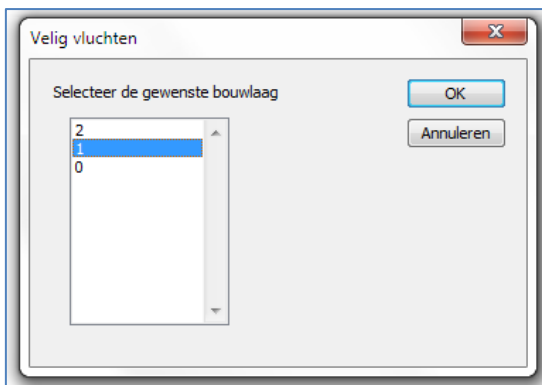 Velig vluchten
Selecteer de gewenste bouwlaag
OK
Annuleren
2
1
0